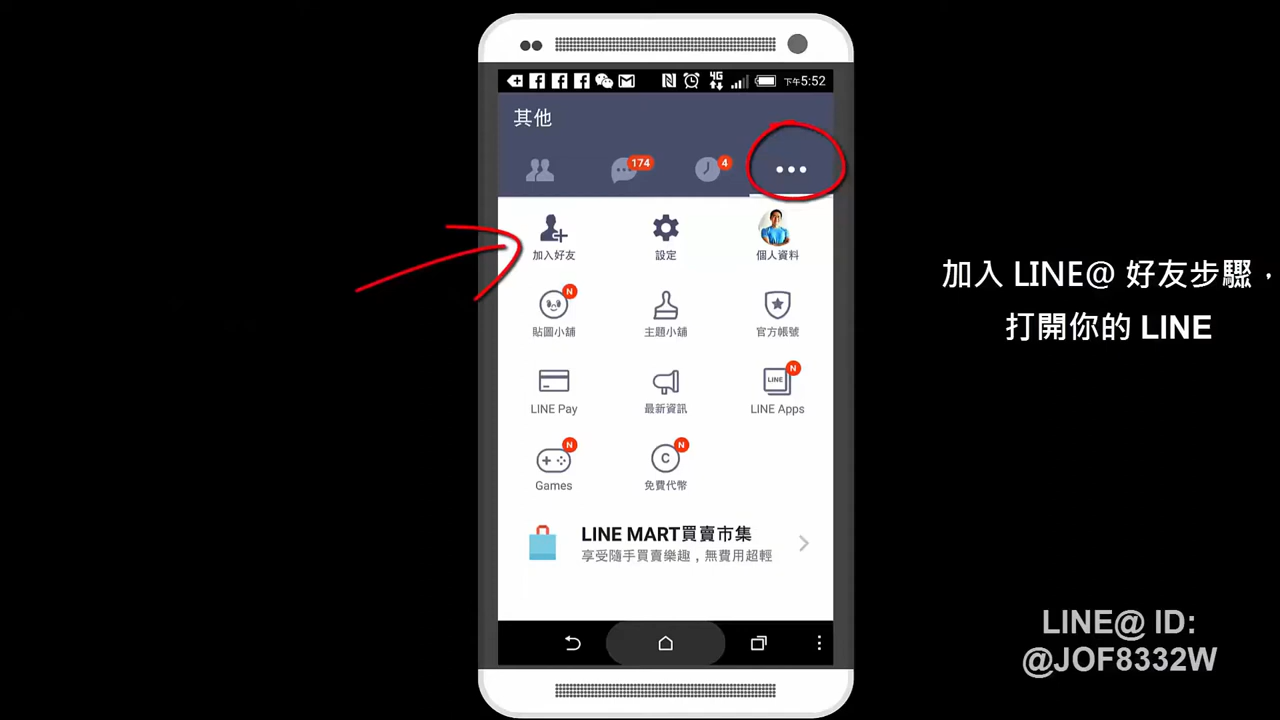 下午5:52
其他
174
4
加入好友
設定
個人資料
N
貼圖小舖
主題小舖
官方帳號
LINE
N
LINE Pay
最新資訊
LINE Apps
N
N
C
Games
免費代幣
LINE MART買賣市集
享受隨手買賣樂趣，無費用超輕
加入 LINE@ 好友步驟，
打開你的 LINE
LINE@ ID:
@JOF8332W